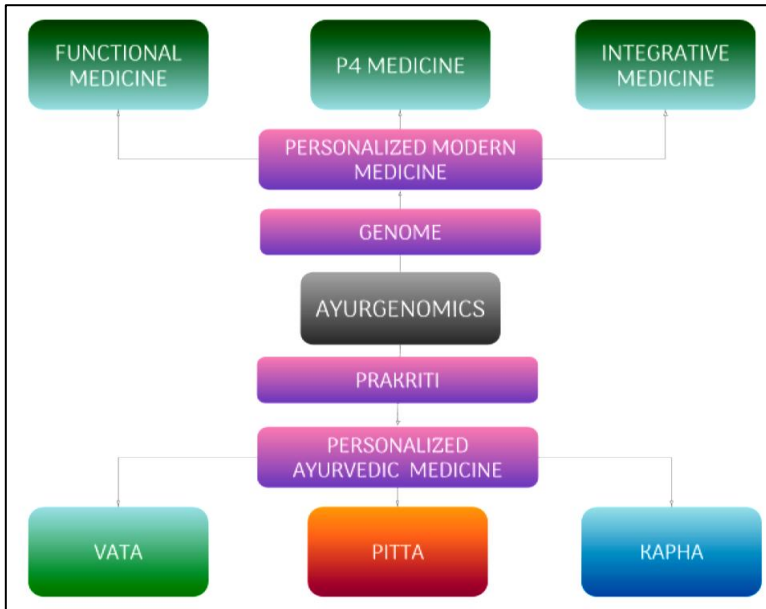 FUNCTIONAL
MEDICINE
P4 MEDICINE
INTEGRATIVE
MEDICINE
PERSONALIZED MODERN
MEDICINE
GENOME
AYURGENOMICS
PRAKRITI
PERSONALIZED
AYURVEDIC MEDICINE
VATA
PITTA
KAPHA